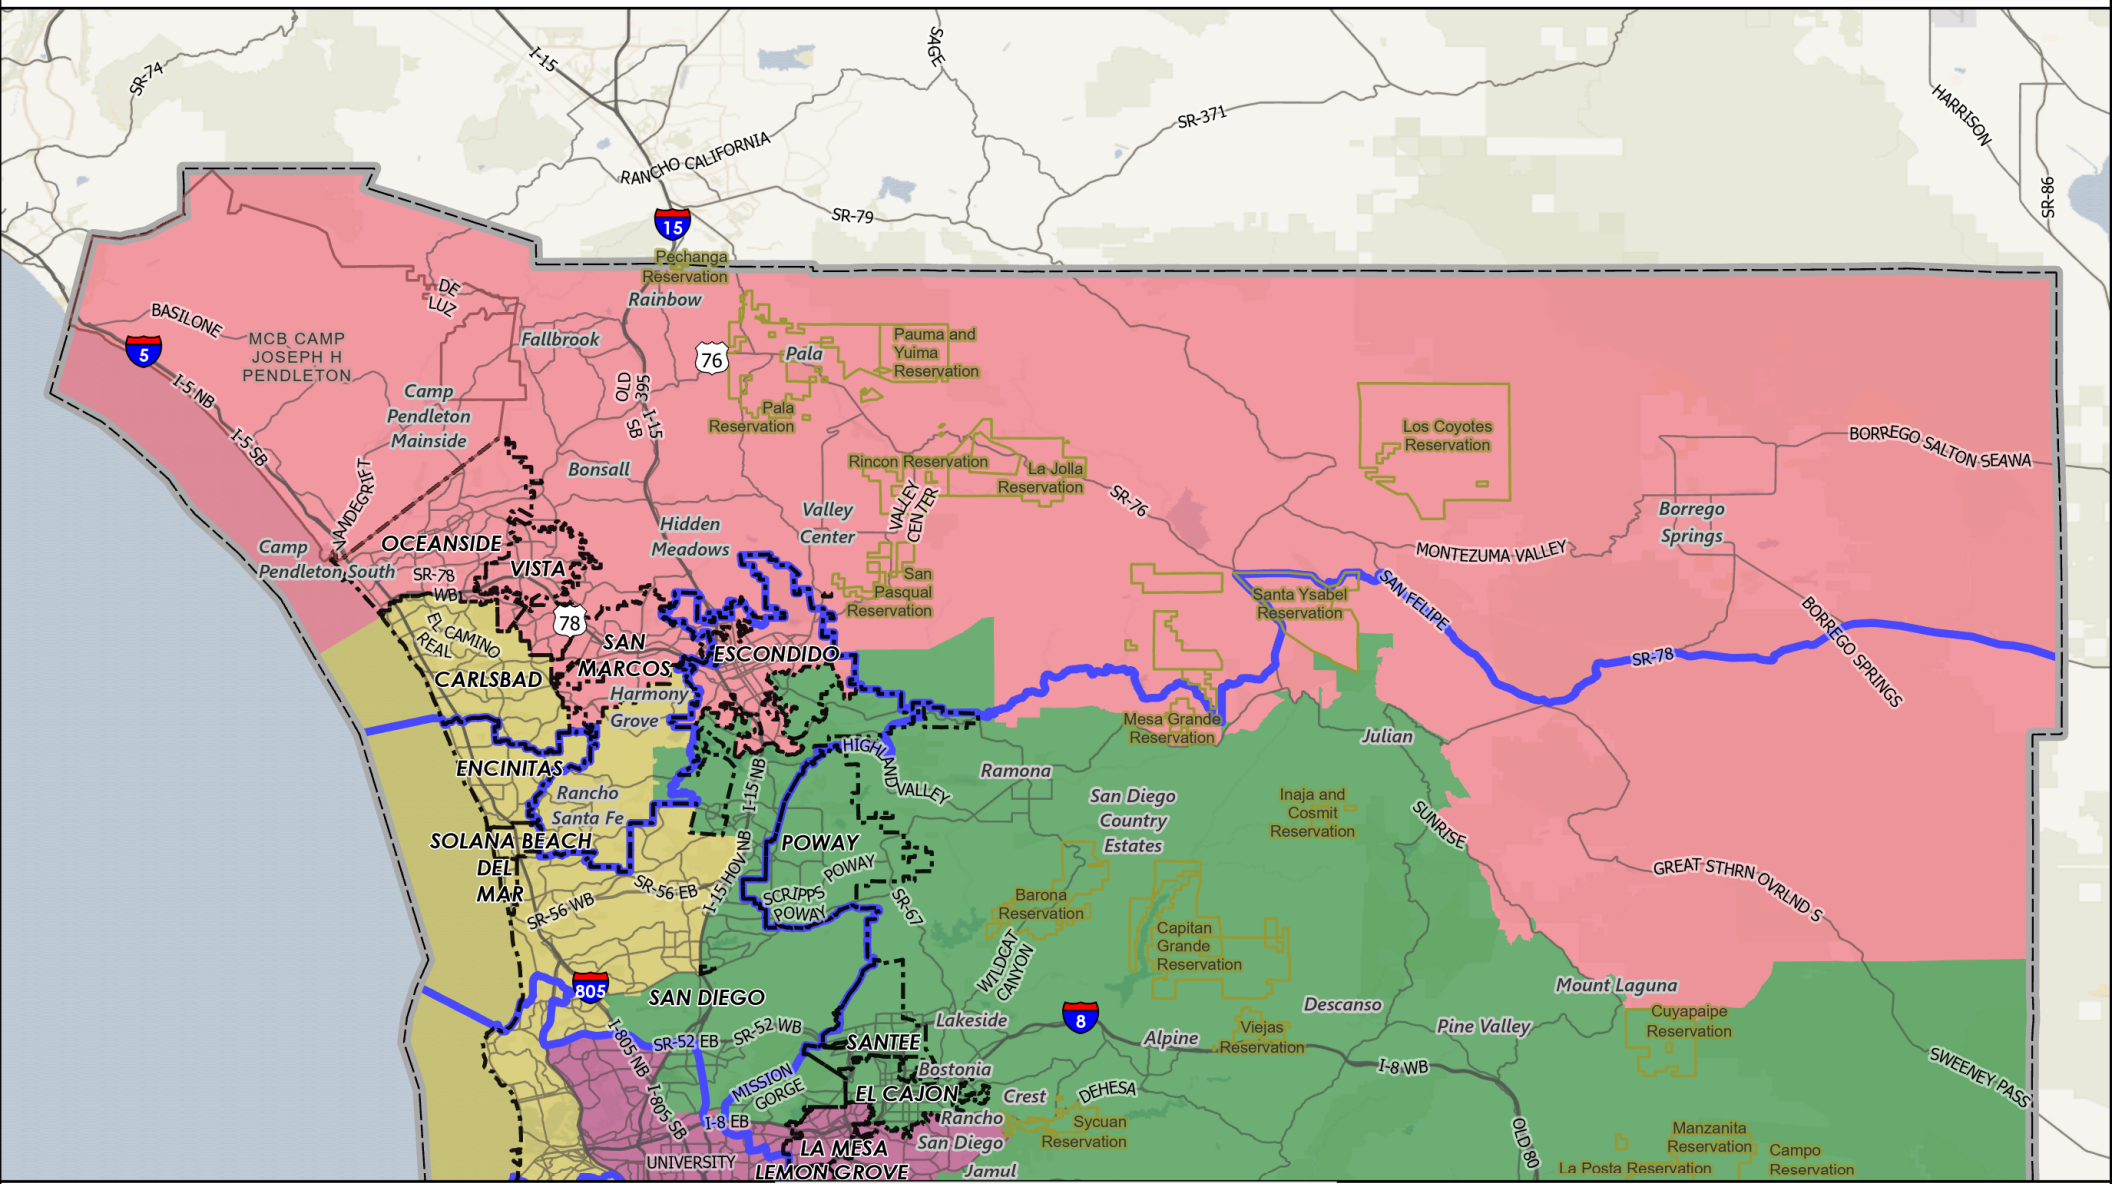 SR-74
I-15
SAGE
SR-371
HARRISON
SR-86
RANCHO CALIFORNIA
SR-79
15
Pechanga
Reservation
Rainbow
DE
LUZ
BASILONE
5
MCB CAMP
JOSEPH H
PENDLETON
Fallbrook
76
Pala
Pauma and
Yuima
Reservation
I-5 NB
Camp
Pendleton
Mainside
OLD
395
SB
I-15
Pala
Reservation
I-5 SB
Los Coyotes
Reservation
BORREGO SALTON SEAWA
Bonsall
Rincon Reservation
La Jolla
Reservation
VANDEGRIFT
VALLEY
CENTER
SR-76
Valley
Center
Hidden
Meadows
Borrego
Springs
OCEANSIDE
Camp
Pendleton South
MONTEZUMA VALLEY
VISTA
SR-78
WB
San
Pasqual
Reservation
Santa Ysabel
Reservation
SAN FELIPE
BORREGO SPRINGS
EL CAMINO
REAL
78
SAN
MARCOS
ESCONDIDO
SR-78
CARLSBAD
Harmony
Grove
Mesa Grande
Reservation
Julian
ENCINITAS
HIGHLAND
VALLEY
Ramona
I-15 NB
Rancho
Santa Fe
San Diego
Country
Estates
Inaja and
Cosmit
Reservation
SUNRISE
SOLANA BEACH
DEL
MAR
POWAY
POWAY
I-15 HOV NB
SR-56 EB
SR-56 WB
SCRIPPS
POWAY
SR-67
GREAT STHRN OVRLND S
Barona
Reservation
Capitan
Grande
Reservation
WILDCAT
CANYON
805
SAN DIEGO
Mount Laguna
Descanso
8
Lakeside
Cuyapaipe
Reservation
Pine Valley
Viejas
Reservation
Alpine
I-805 NB
SR-52 EB
SR-52 WB
SANTEE
Bostonia
I-8 WB
SWEENEY PASS
MISSION
GORGE
EL CAJON
Crest
DEHESA
I-805 SB
I-8 EB
Rancho
San Diego
Sycuan
Reservation
OLD 80
Manzanita
Reservation
Campo
Reservation
La Posta Reservation
LA MESA
UNIVERSITY
LEMON GROVE
Jamul